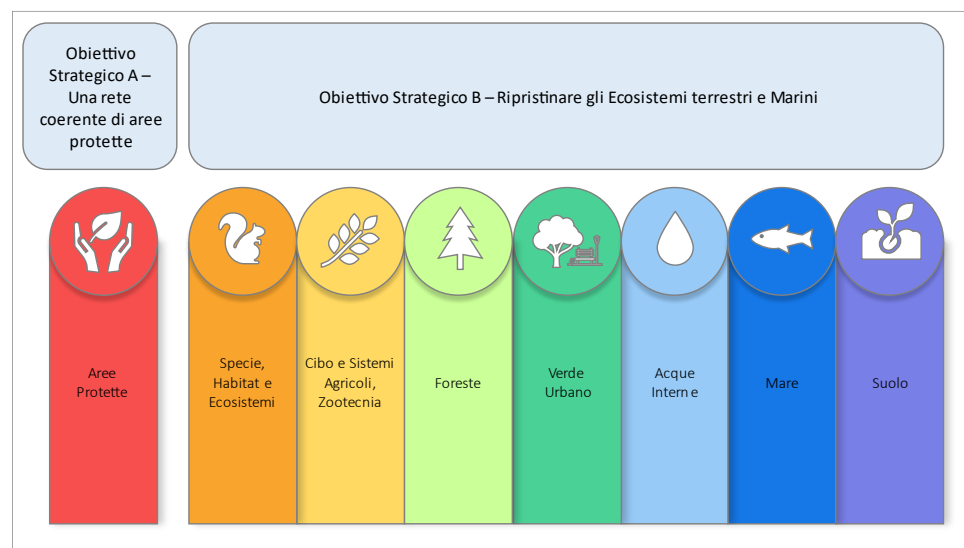 Obiettivo
Strategico A –
Una rete
coerente di aree
protette
Obiettivo Strategico B – Ripristinare gli Ecosistemi terrestri e Marini
Aree
Protette
Specie,
Habitat e
Ecosistemi
Cibo e Sistemi
Agricoli,
Zootecnia
Foreste
Verde
Urbano
Acque
Interne
Mare
Suolo